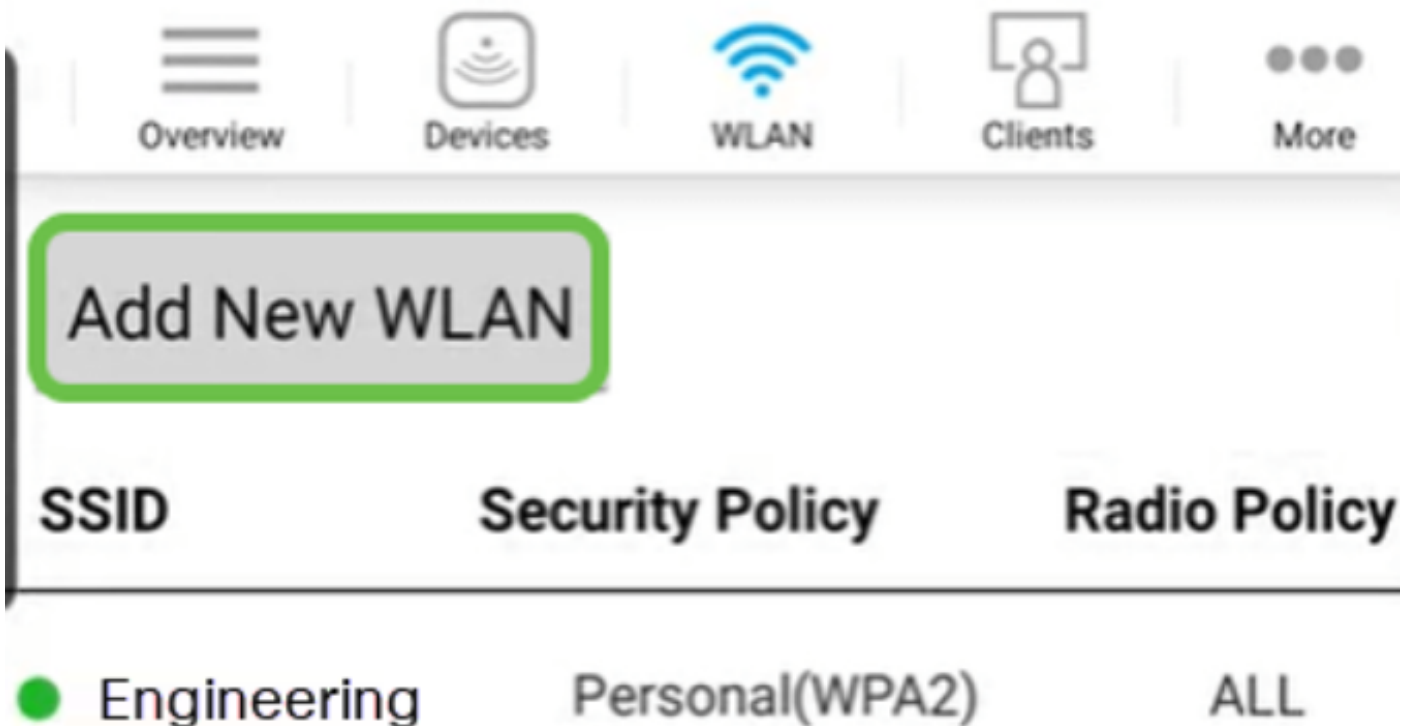 Overview Devices WLAN Clients More
Add New WLAN
SSID Security Policy Radio Policy
Engineering Personal(WPA2) ALL